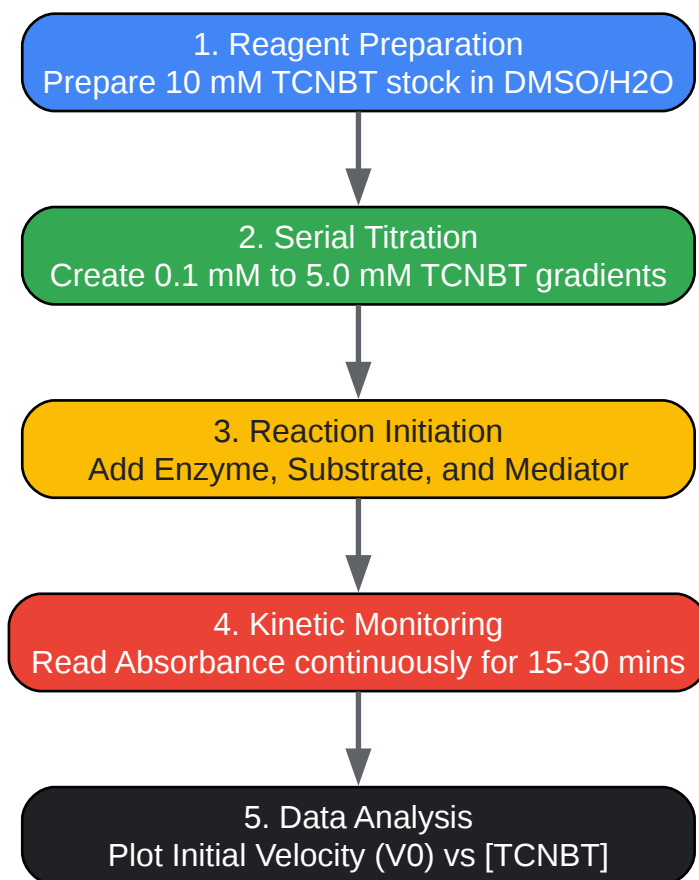 1. Reagent Preparation
Prepare 10 mM TCNBT stock in DMSO/H2O
2. Serial Titration
Create 0.1 mM to 5.0 mM TCNBT gradients
3. Reaction Initiation
Add Enzyme, Substrate, and Mediator
4. Kinetic Monitoring
Read Absorbance continuously for 15-30 mins
5. Data Analysis
Plot Initial Velocity (V0) vs [TCNBT]